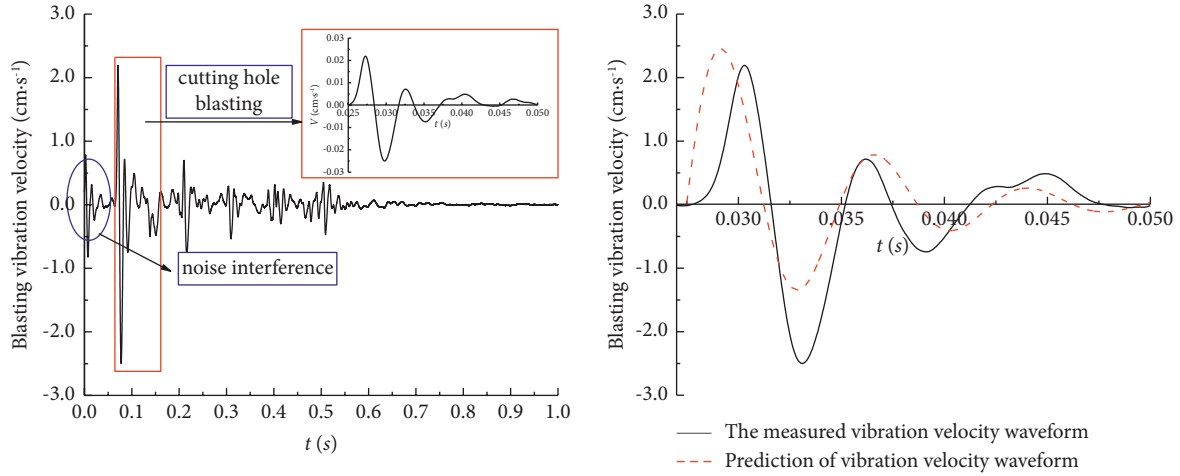 Blasting vibration velocity (cm·s⁻¹)
3.0
2.0
1.0
0.0
-1.0
-2.0
-3.0
0.0 0.1 0.2 0.3 0.4 0.5 0.6 0.7 0.8 0.9 1.0
t (s)
cutting hole
blasting
noise interference
V (cm·s⁻¹)
0.03
0.02
0.01
0.00
-0.01
-0.02
-0.03
0.025 0.030 0.035 0.040 0.045 0.050
t (s)
Blasting vibration velocity (cm·s⁻¹)
3.0
2.0
1.0
0.0
-1.0
-2.0
-3.0
0.030 0.035 0.040 0.045 0.050
t (s)
The measured vibration velocity waveform
Prediction of vibration velocity waveform